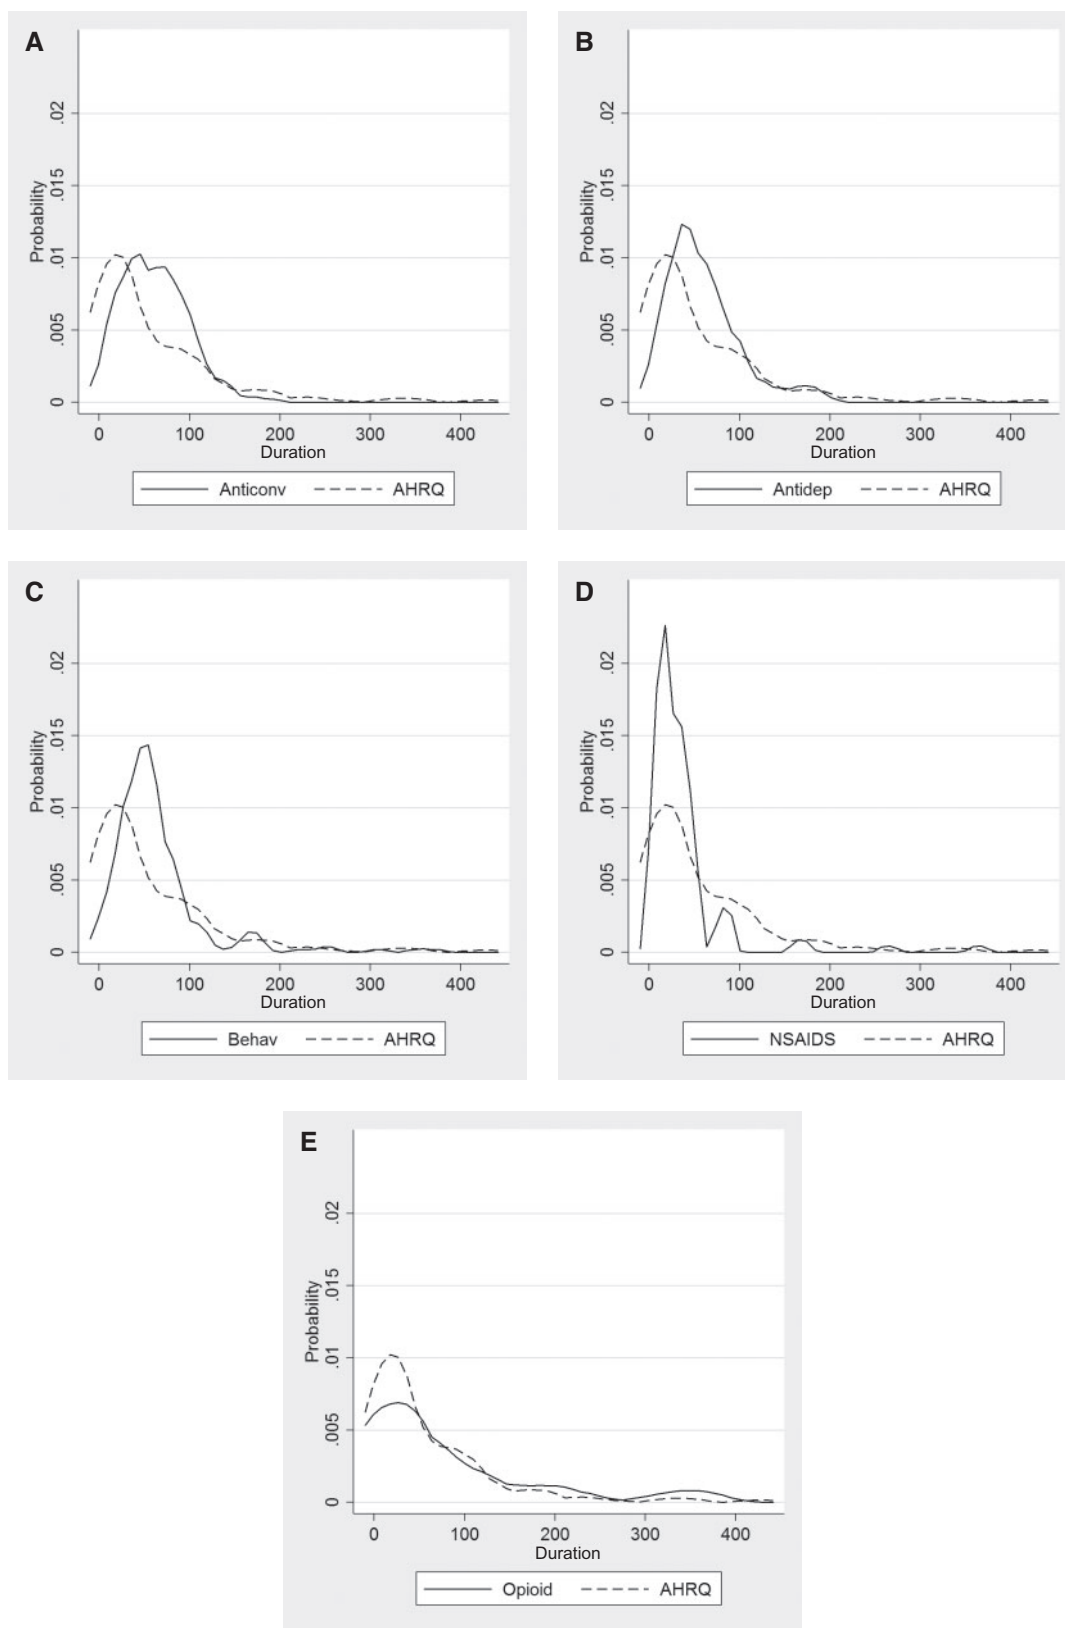 A
Probability
.02
.015
.01
.005
0
0 100 200 300 400
Duration
Anticonv AHRQ
B
Probability
.02
.015
.01
.005
0
0 100 200 300 400
Duration
Antidep AHRQ
C
Probability
.02
.015
.01
.005
0
0 100 200 300 400
Duration
Behav AHRQ
D
Probability
.02
.015
.01
.005
0
0 100 200 300 400
Duration
NSAIDS AHRQ
E
Probability
.02
.015
.01
.005
0
0 100 200 300 400
Duration
Opioid AHRQ